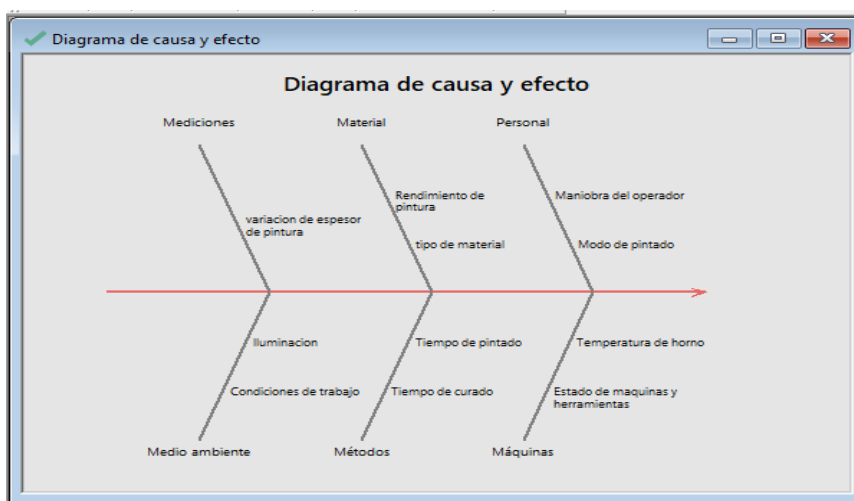 Diagrama de causa y efecto
Diagrama de causa y efecto
Mediciones
Material
Personal
variacion de espesor
de pintura
Rendimiento de
pintura
tipo de material
Maniobra del operador
Modo de pintado
Iluminacion
Condiciones de trabajo
Tiempo de pintado
Tiempo de curado
Temperatura de horno
Estado de maquinas y
herramientas
Medio ambiente
Métodos
Máquinas